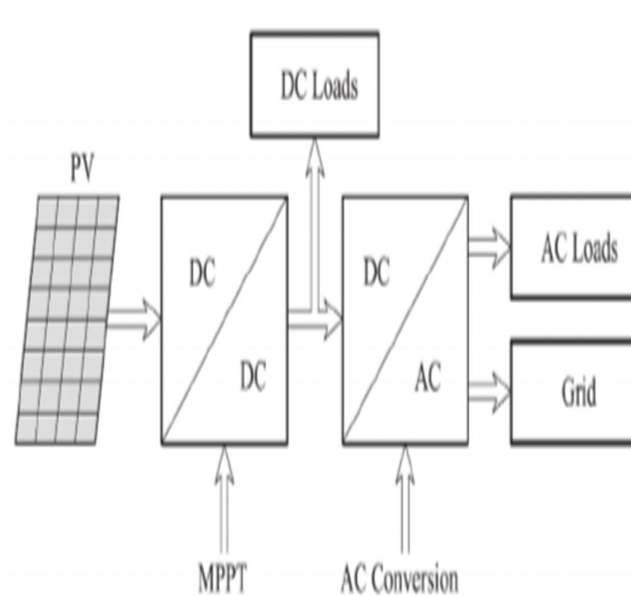 DC Loads
PV
DC
DC
DC
AC
AC Loads
Grid
MPPT
AC Conversion